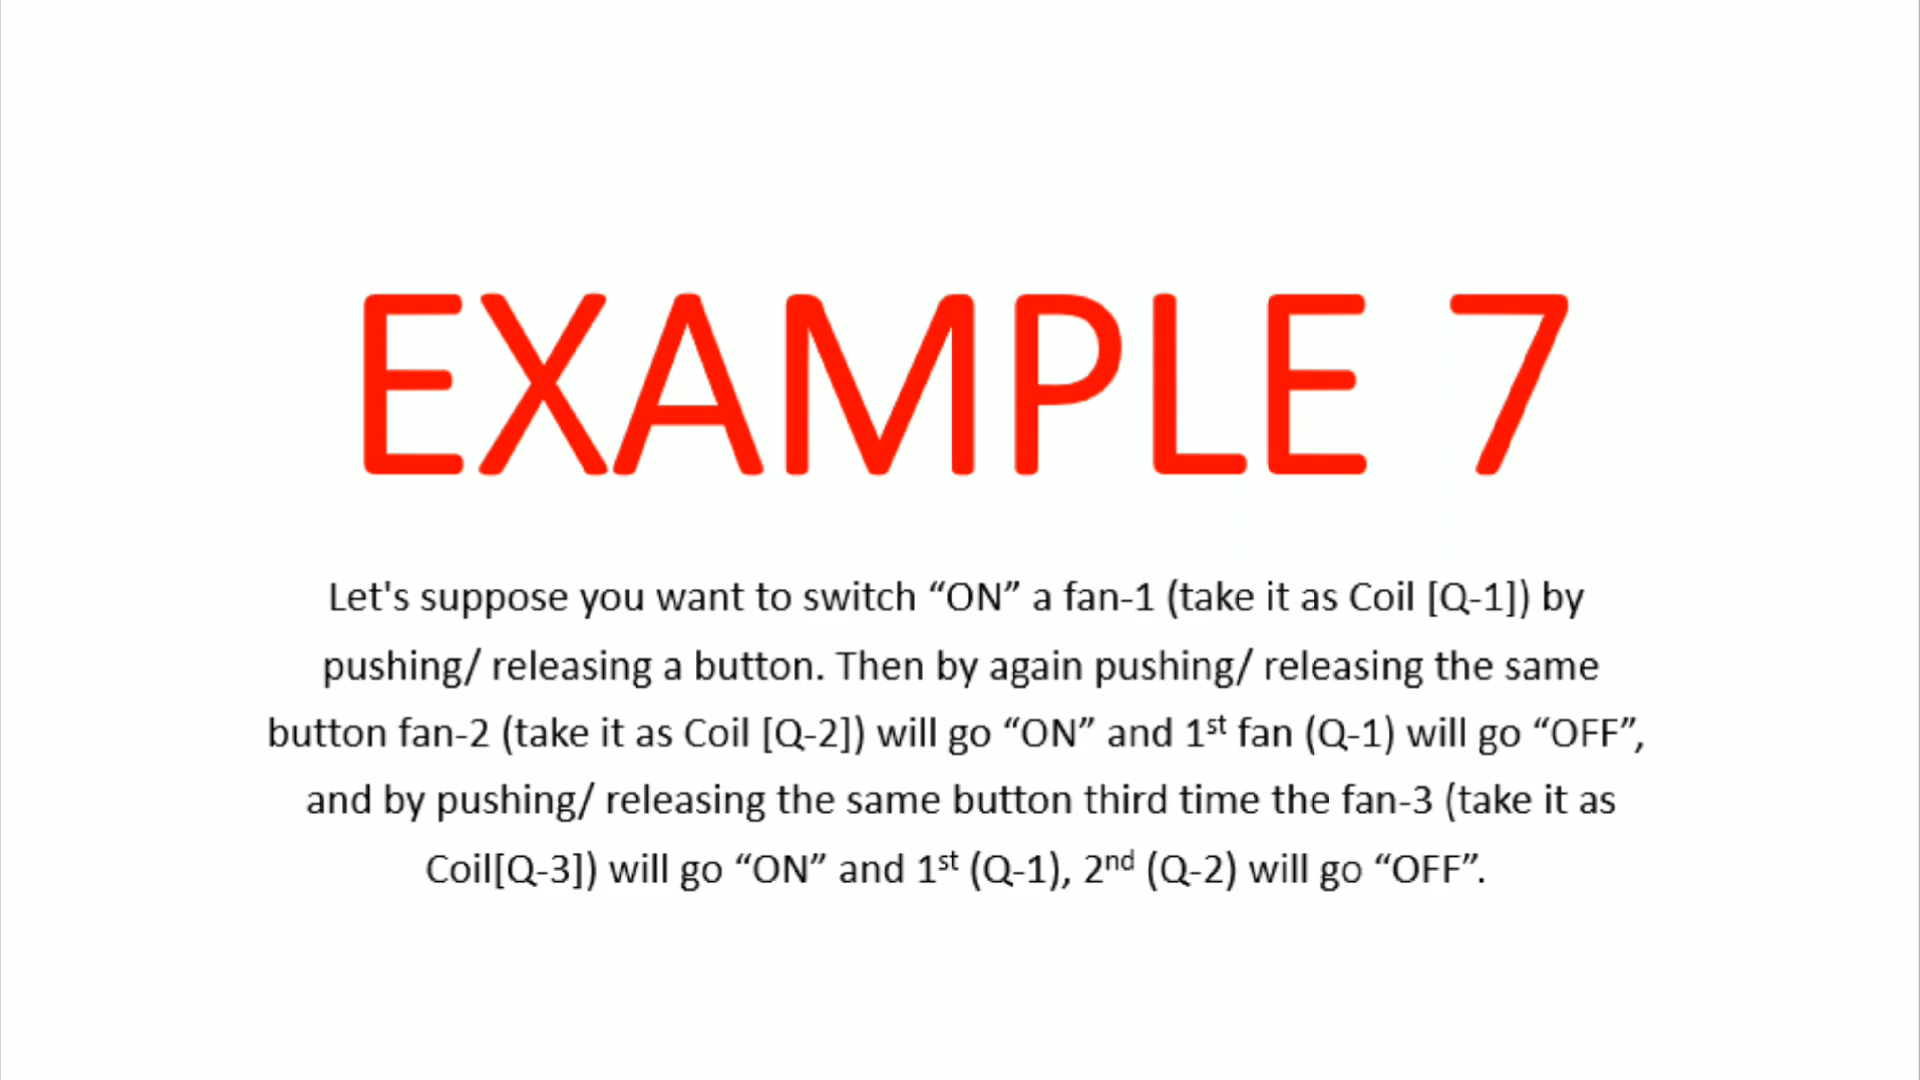 EXAMPLE 7
Let's suppose you want to switch “ON” a fan-1 (take it as Coil [Q-1]) by
pushing/ releasing a button. Then by again pushing/ releasing the same
button fan-2 (take it as Coil [Q-2]) will go “ON” and 1st fan (Q-1) will go “OFF”,
and by pushing/ releasing the same button third time the fan-3 (take it as
Coil[Q-3]) will go “ON” and 1st (Q-1), 2nd (Q-2) will go “OFF”.